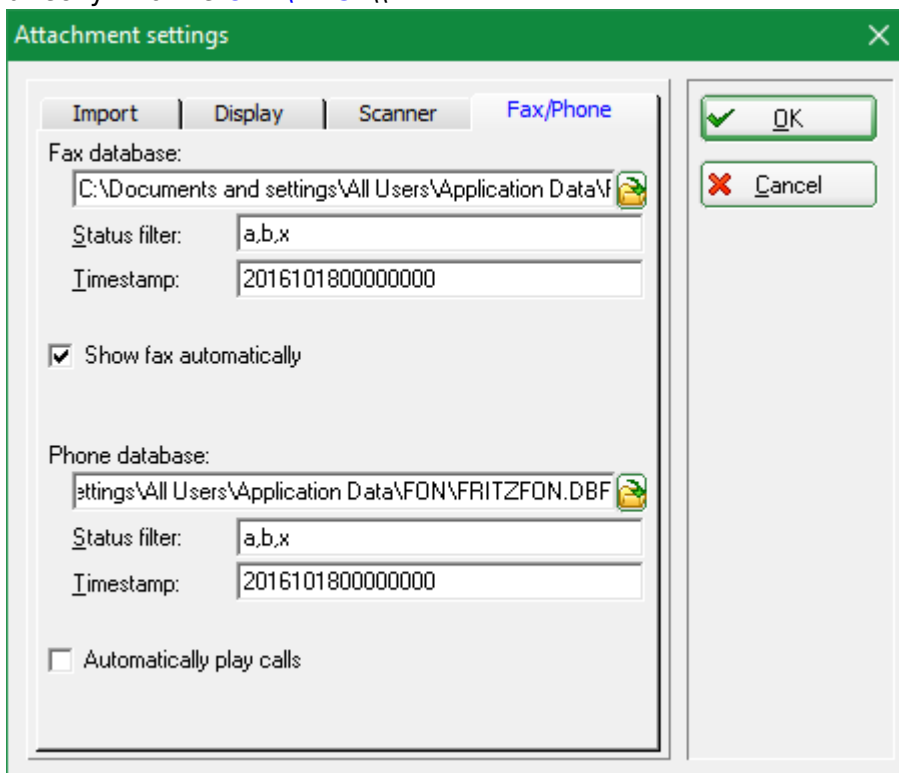 Attachment settings
Import Display Scanner Fax/Phone
OK
Fax database:
C:\Documents and settings\All Users\Application Data\F
Cancel
Status filter: a,b,x
Timestamp: 2016101800000000
Show fax automatically
Phone database:
ettings\All Users\Application Data\FON\FRITZFON.DBF
Status filter: a,b,x
Timestamp: 2016101800000000
Automatically play calls